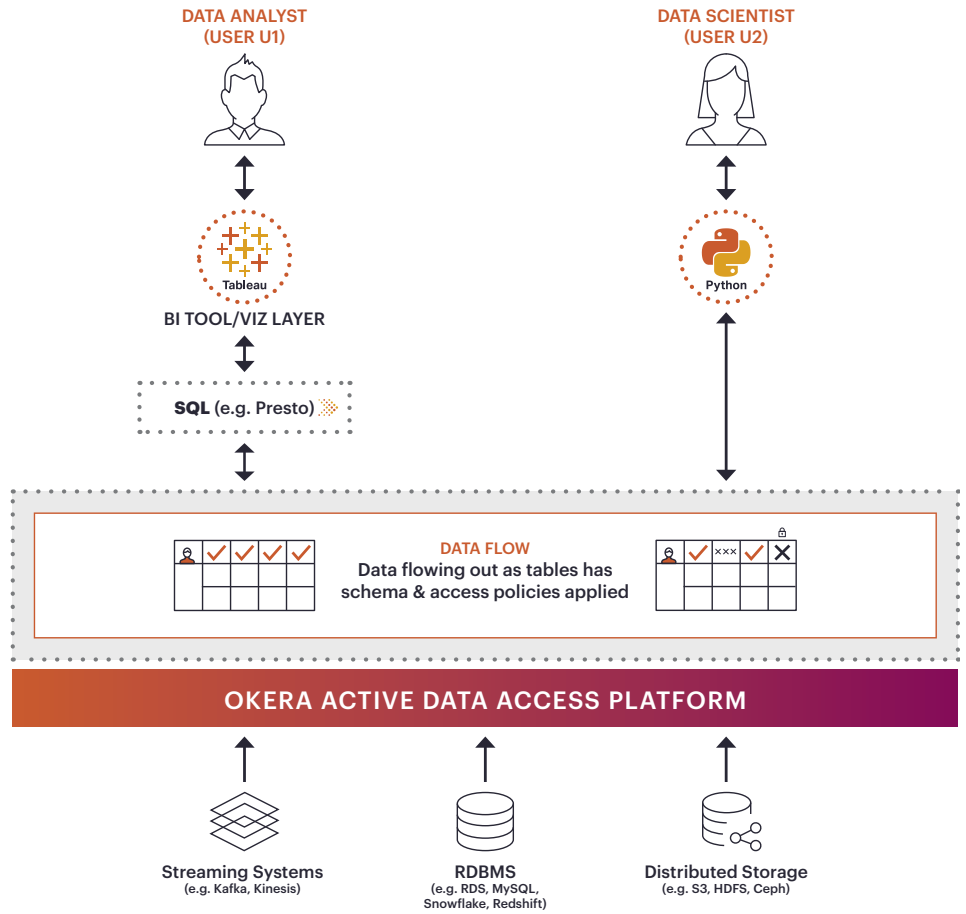 DATA ANALYST
(USER U1)
DATA SCIENTIST
(USER U2)
Tableau
Python
BI TOOL/VIZ LAYER
SQL (e.g. Presto)
DATA FLOW
Data flowing out as tables has
schema & access policies applied
×××
OKERA ACTIVE DATA ACCESS PLATFORM
Streaming Systems
(e.g. Kafka, Kinesis)
RDBMS
(e.g. RDS, MySQL,
Snowflake, Redshift)
Distributed Storage
(e.g. S3, HDFS, Ceph)